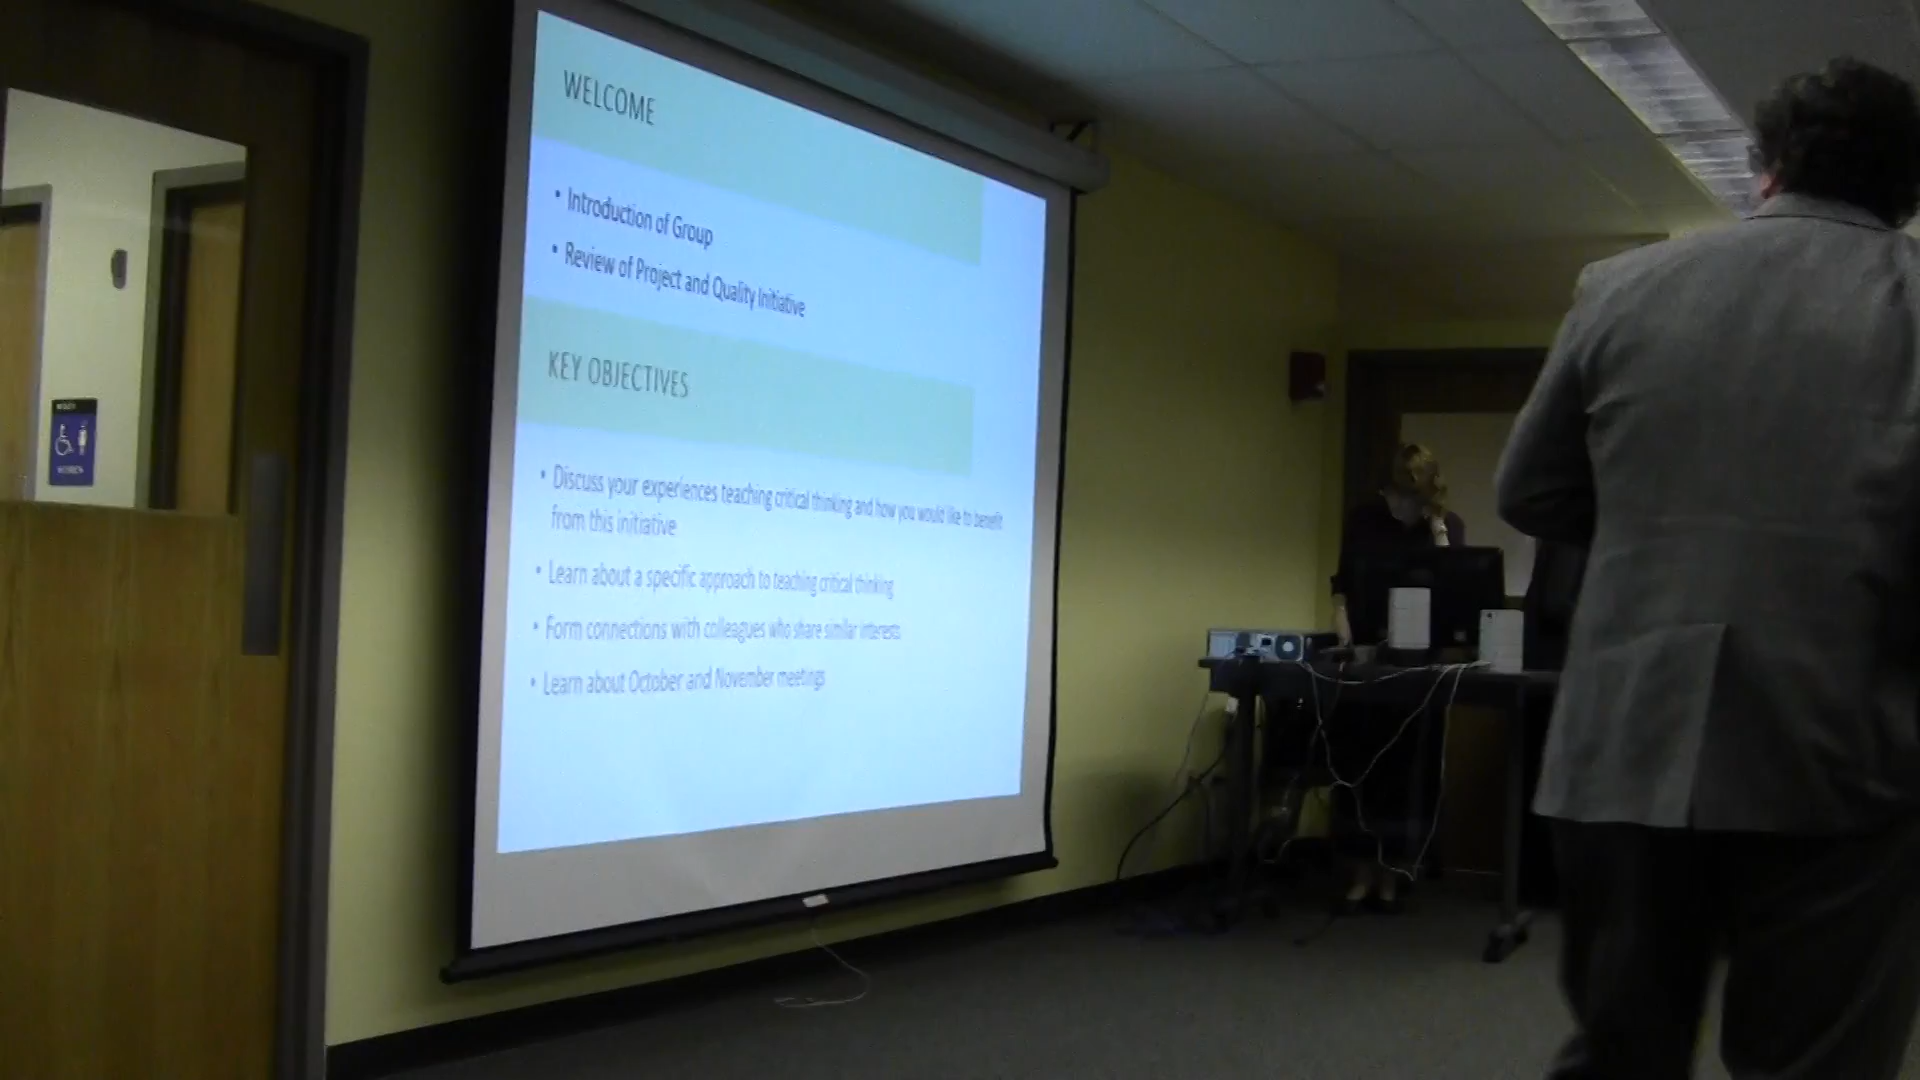 WELCOME
• Introduction of Group
• Review of Project and Quality Initiative
KEY OBJECTIVES
• Discuss your experiences teaching critical thinking and how you would like to benefit
from this initiative
• Learn about a specific approach to teaching critical thinking
• Form connections with colleagues who share similar interests
• Learn about October and November meetings
WOMEN